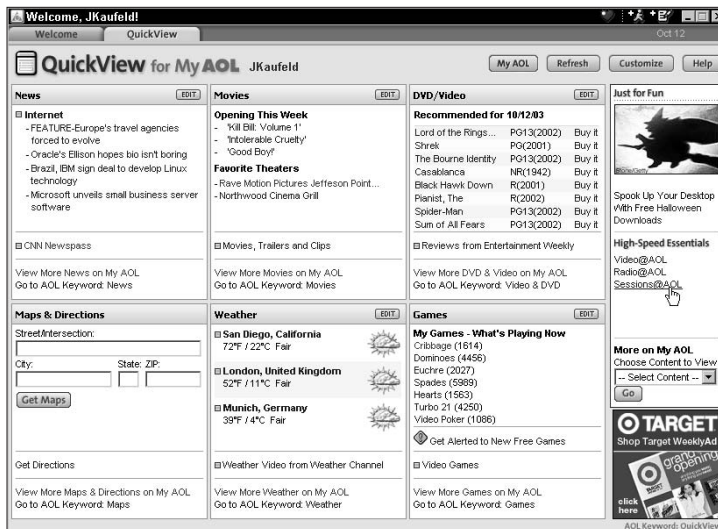 Welcome, JKaufeld!
Welcome
QuickView
Oct 12
QuickView for My AOL JKaufeld
My AOL
Refresh
Customize
Help
News
EDIT
Internet
-FEATURE-Europe's travel agencies
forced to evolve
-Oracle's Ellison hopes bio isn't boring
-Brazil, IBM sign deal to develop Linux
technology
-Microsoft unveils small business server
software
CNN Newspass
View More News on My AOL
Go to AOL Keyword: News
Movies
EDIT
Opening This Week
- 'Kill Bill: Volume 1'
- 'Intolerable Cruelty'
- 'Good Boy!'
Favorite Theaters
-Rave Motion Pictures Jeffeson Point...
-Northwood Cinema Grill
Movies, Trailers and Clips
View More Movies on My AOL
Go to AOL Keyword: Movies
DVD/Video
EDIT
Recommended for 10/12/03
Lord of the Rings... PG13(2002) Buy it
Shrek PG(2001) Buy it
The Bourne Identity PG13(2002) Buy it
Casablanca NR(1942) Buy it
Black Hawk Down R(2001) Buy it
Pianist, The R(2002) Buy it
Spider-Man PG13(2002) Buy it
Sum of All Fears PG13(2002) Buy it
Reviews from Entertainment Weekly
View More DVD & Video on My AOL
Go to AOL Keyword: Video & DVD
Just for Fun
Stone/Getty
Spook Up Your Desktop
With Free Halloween
Downloads
High-Speed Essentials
Video@AOL
Radio@AOL
Sessions@AOL
Maps & Directions
Street/Intersection:
City: State: ZIP:
Get Maps
Get Directions
View More Maps & Directions on My AOL
Go to AOL Keyword: Maps
Weather
EDIT
San Diego, California
72°F / 22°C Fair
London, United Kingdom
52°F / 11°C Fair
Munich, Germany
39°F / 4°C Fair
Weather Video from Weather Channel
View More Weather on My AOL
Go to AOL Keyword: Weather
Games
EDIT
My Games - What's Playing Now
Cribbage (1614)
Dominoes (4456)
Euchre (2027)
Spades (5989)
Hearts (1563)
Turbo 21 (4250)
Video Poker (1086)
Get Alerted to New Free Games
Video Games
View More Games on My AOL
Go to AOL Keyword: Games
More on My AOL
Choose Content to View
-- Select Content --
Go
TARGET
Shop Target WeeklyAd
grand opening
click
here
AOL Keyword: QuickView